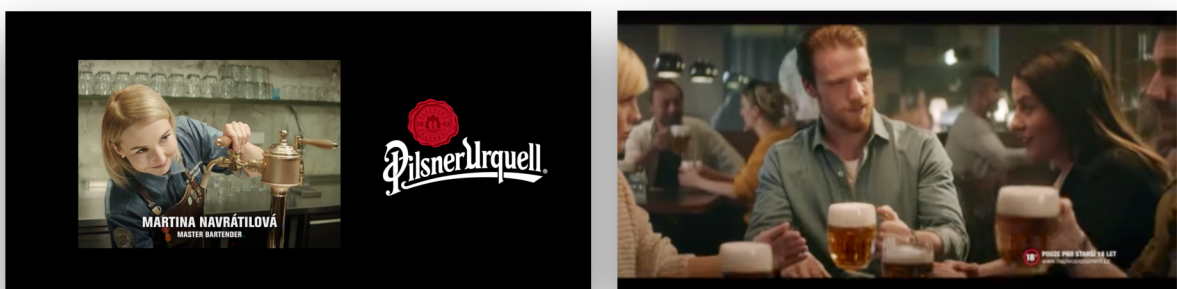 MARTINA NAVRÁTILOVÁ
MASTER BARTENDER
Pilsner Urquell
18+
POUZE PRO STARŠÍ 18 LET